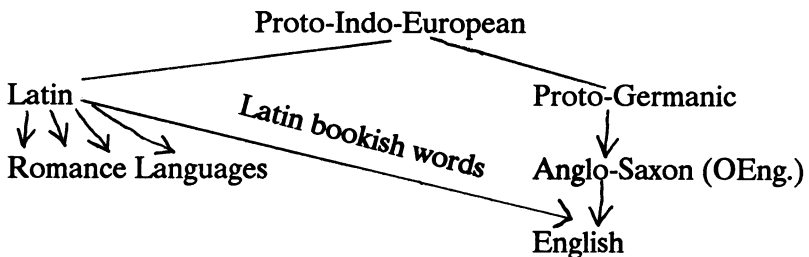 Proto-Indo-European
Latin
Proto-Germanic
Latin bookish words
Romance Languages
Anglo-Saxon (OEng.)
English